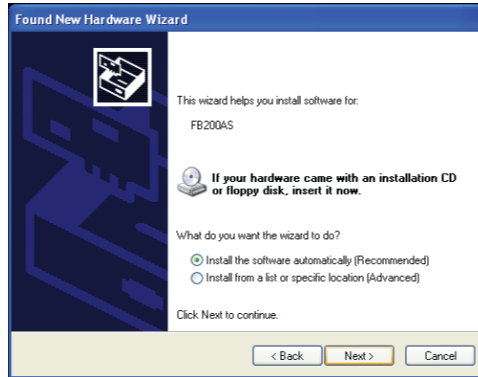 Found New Hardware Wizard
This wizard helps you install software for:
FB200AS
If your hardware came with an installation CD
or floppy disk, insert it now.
What do you want the wizard to do?
Install the software automatically (Recommended)
Install from a list or specific location (Advanced)
Click Next to continue.
< Back Next > Cancel